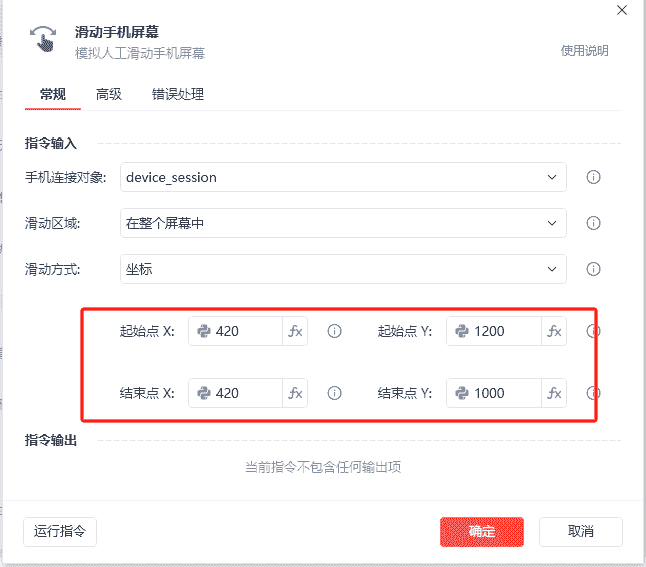 滑动手机屏幕
模拟人工滑动手机屏幕
使用说明
常规 高级 错误处理
指令输入
手机连接对象: device_session
滑动区域: 在整个屏幕中
滑动方式: 坐标
起始点 X: 420 fx 起始点 Y: 1200 fx
结束点 X: 420 fx 结束点 Y: 1000 fx
指令输出
当前指令不包含任何输出项
运行指令 确定 取消